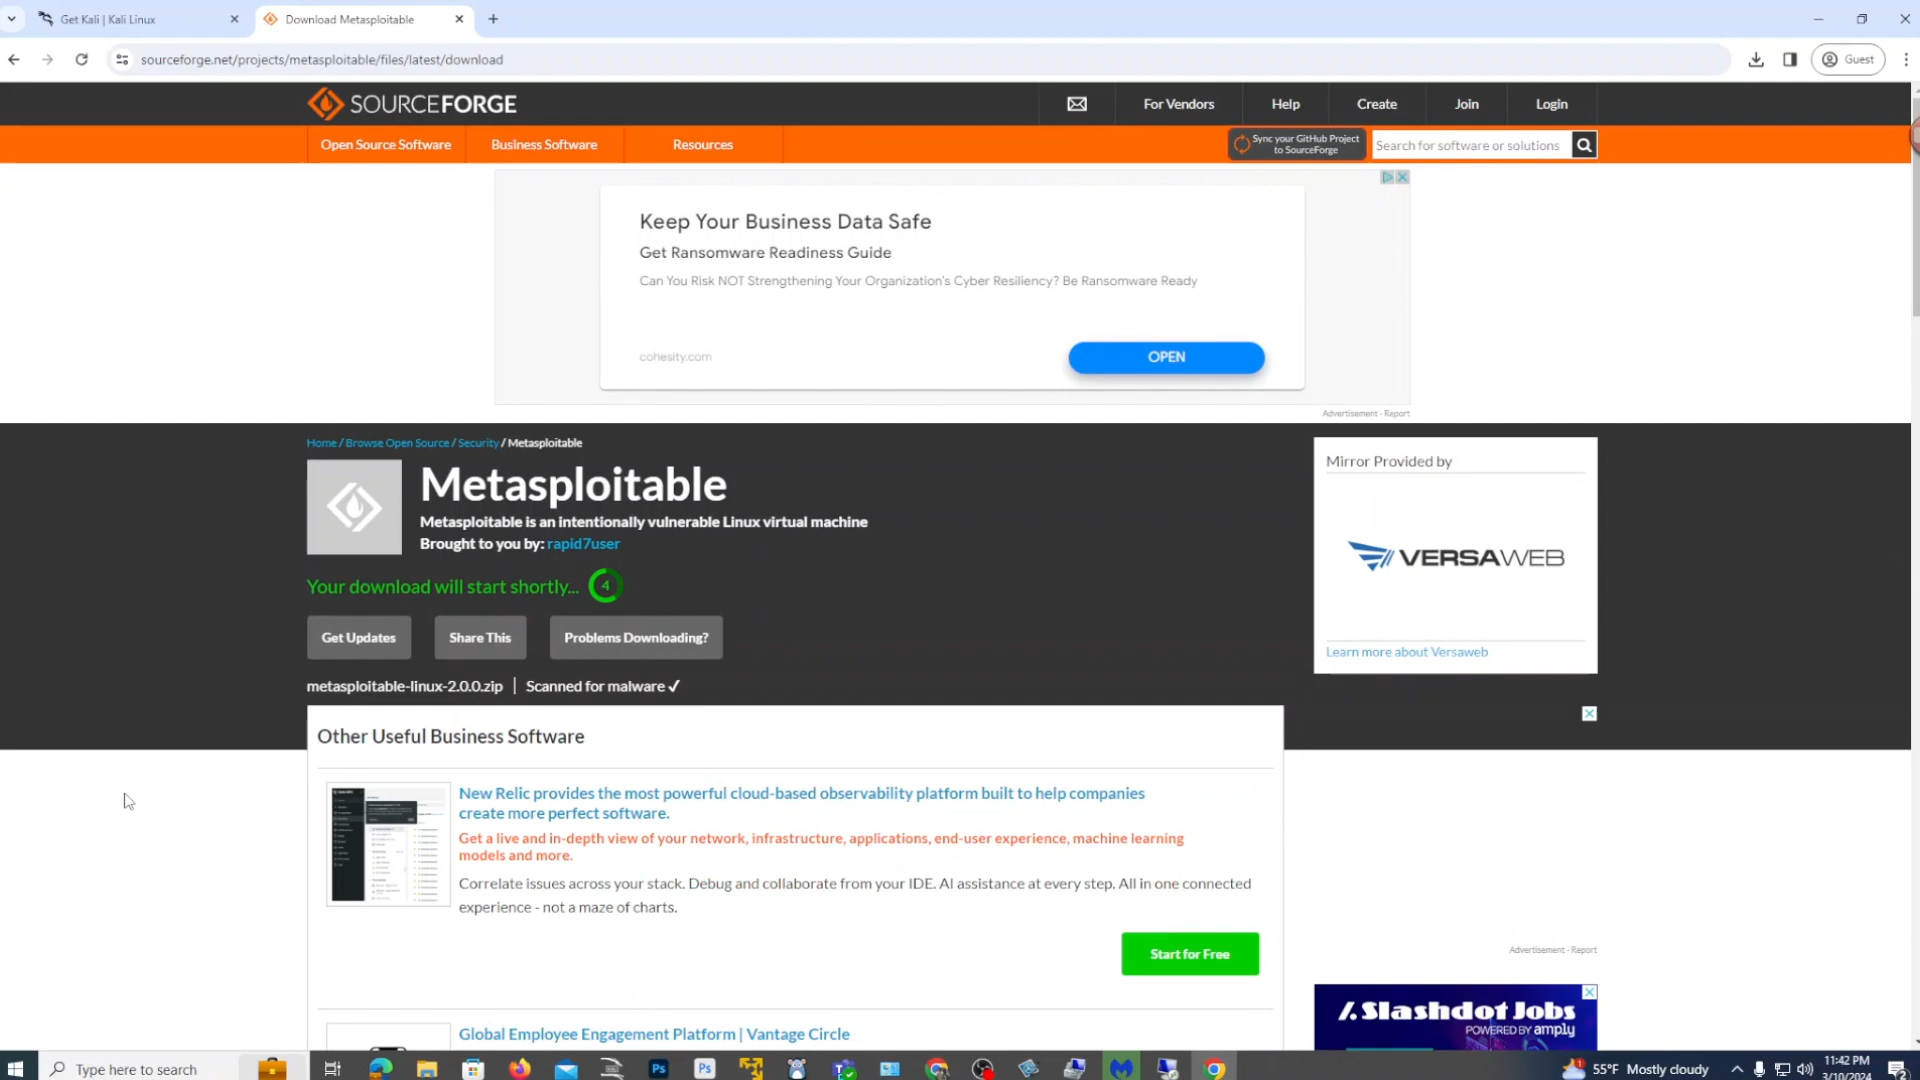 Get Kali | Kali Linux
Download Metasploitable
sourceforge.net/projects/metasploitable/files/latest/download
Guest
SOURCEFORGE
For Vendors
Help
Create
Join
Login
Open Source Software
Business Software
Resources
Sync your GitHub Project
to SourceForge
Search for software or solutions
Keep Your Business Data Safe
Get Ransomware Readiness Guide
Can You Risk NOT Strengthening Your Organization's Cyber Resiliency? Be Ransomware Ready
cohesity.com
OPEN
Advertisement - Report
Home / Browse Open Source / Security / Metasploitable
Metasploitable
Metasploitable is an intentionally vulnerable Linux virtual machine
Brought to you by: rapid7user
Your download will start shortly... 4
Get Updates
Share This
Problems Downloading?
metasploitable-linux-2.0.0.zip | Scanned for malware ✓
Mirror Provided by
VERSAWEB
Learn more about Versaweb
Other Useful Business Software
New Relic provides the most powerful cloud-based observability platform built to help companies
create more perfect software.
Get a live and in-depth view of your network, infrastructure, applications, end-user experience, machine learning
models and more.
Correlate issues across your stack. Debug and collaborate from your IDE. AI assistance at every step. All in one connected
experience - not a maze of charts.
Start for Free
Advertisement - Report
Slashdot Jobs
POWERED BY amply
Global Employee Engagement Platform | Vantage Circle
Type here to search
Ps
Ps
55°F Mostly cloudy
11:42 PM
3/10/2024
2